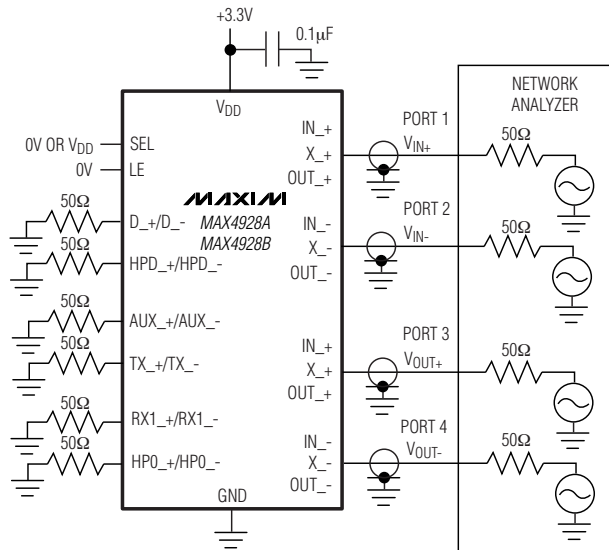 +3.3V
0.1µF
VDD
0V OR VDD
SEL
0V
LE
MAXIM
MAX4928A
MAX4928B
50Ω
D_+/D_-
50Ω
HPD_+/HPD_-
50Ω
AUX_+/AUX_-
50Ω
TX_+/TX_-
50Ω
RX1_+/RX1_-
50Ω
HP0_+/HP0_-
GND
IN_+
X_+
OUT_+
IN_-
X_-
OUT_-
IN_+
X_+
OUT_+
IN_-
X_-
OUT_-
PORT 1
VIN+
PORT 2
VIN-
PORT 3
VOUT+
PORT 4
VOUT-
NETWORK
ANALYZER
50Ω
50Ω
50Ω
50Ω